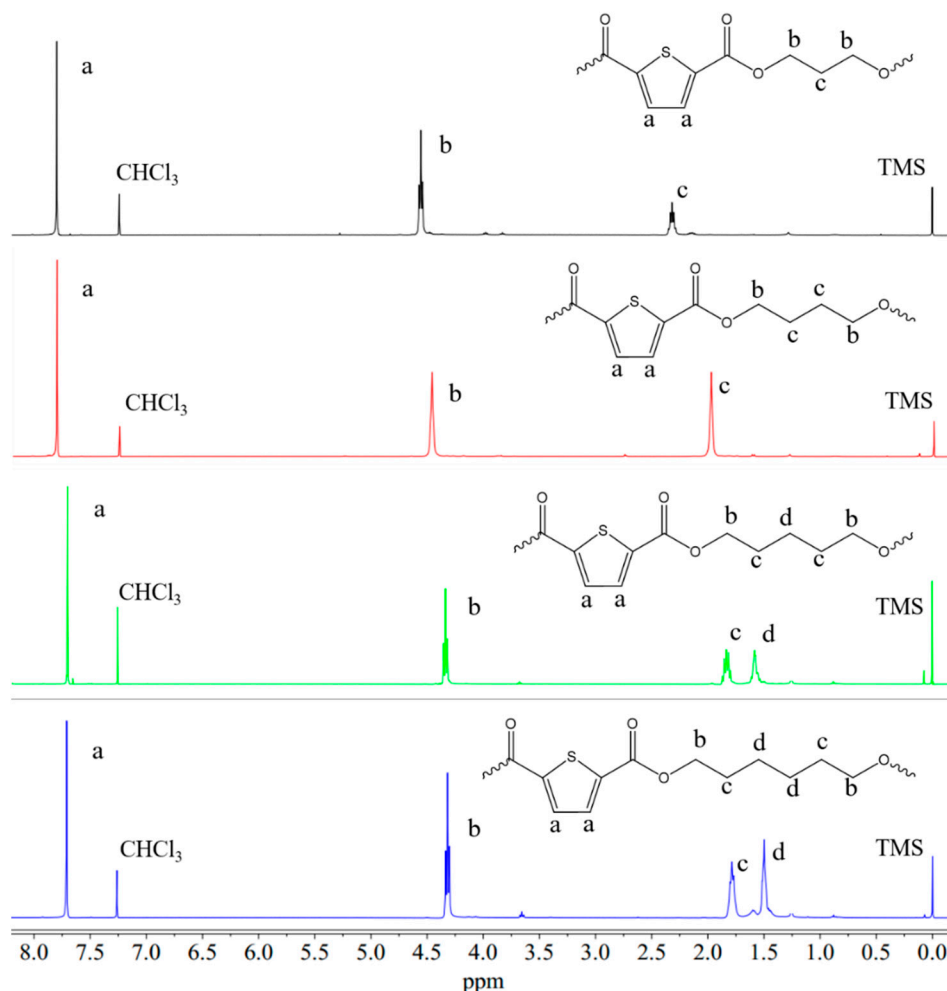 O O
a S b b
b O c O
CHCl₃ a a TMS
c
O O
a S b c
O c b O
a a
CHCl₃ b c TMS
O O
a S b d b
O c c O
CHCl₃ a a TMS
b c d
O O
a S b d c
O c d b O
a a
CHCl₃ b c d TMS
8.0 7.5 7.0 6.5 6.0 5.5 5.0 4.5 4.0 3.5 3.0 2.5 2.0 1.5 1.0 0.5 0.0
ppm